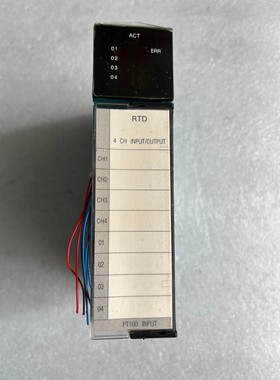 ACT
01 ERR
02
03
04
RTD
4 CH INPUT/OUTPUT
CH1
CH2
CH3
CH4
01
02
03
04
PT100 INPUT